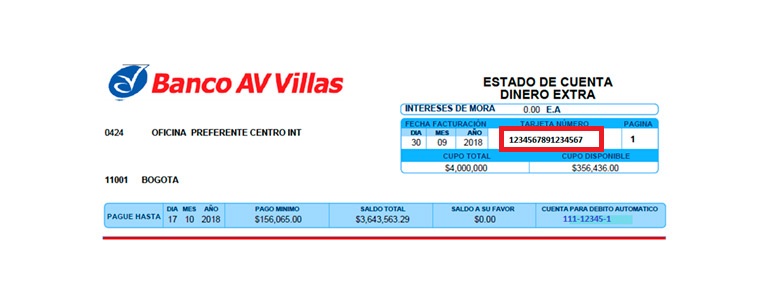 Banco AV Villas
ESTADO DE CUENTA
DINERO EXTRA
INTERESES DE MORA 0.00 E.A
0424 OFICINA PREFERENTE CENTRO INT
FECHA FACTURACIÓN TARJETA NÚMERO PAGINA
DIA MES AÑO
30 09 2018 1234567891234567 1
CUPO TOTAL CUPO DISPONIBLE
$4,000,000 $356,436.00
11001 BOGOTA
PAGUE HASTA DIA MES AÑO PAGO MINIMO SALDO TOTAL SALDO A SU FAVOR CUENTA PARA DEBITO AUTOMATICO
17 10 2018 $156,065.00 $3,643,563.29 $0.00 111-12345-1